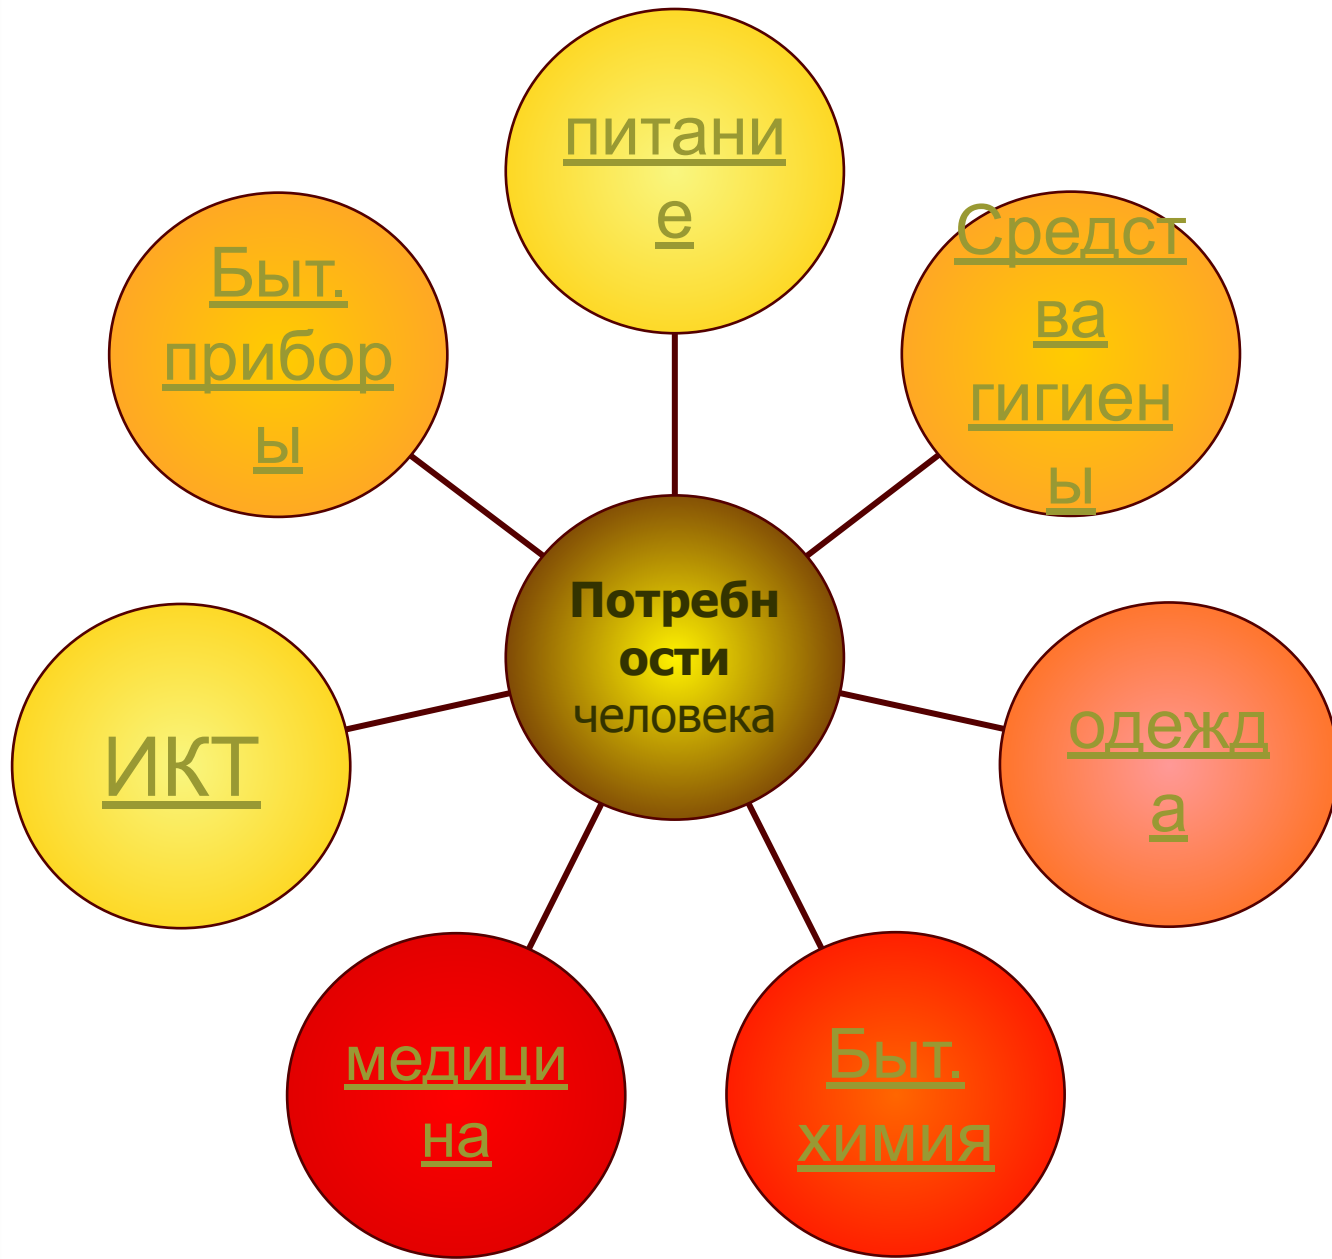 питани
е
Средст
ва
гигиен
ы
Быт.
прибор
ы
Потребн
ости
человека
одежд
а
ИКТ
Быт.
химия
медици
на